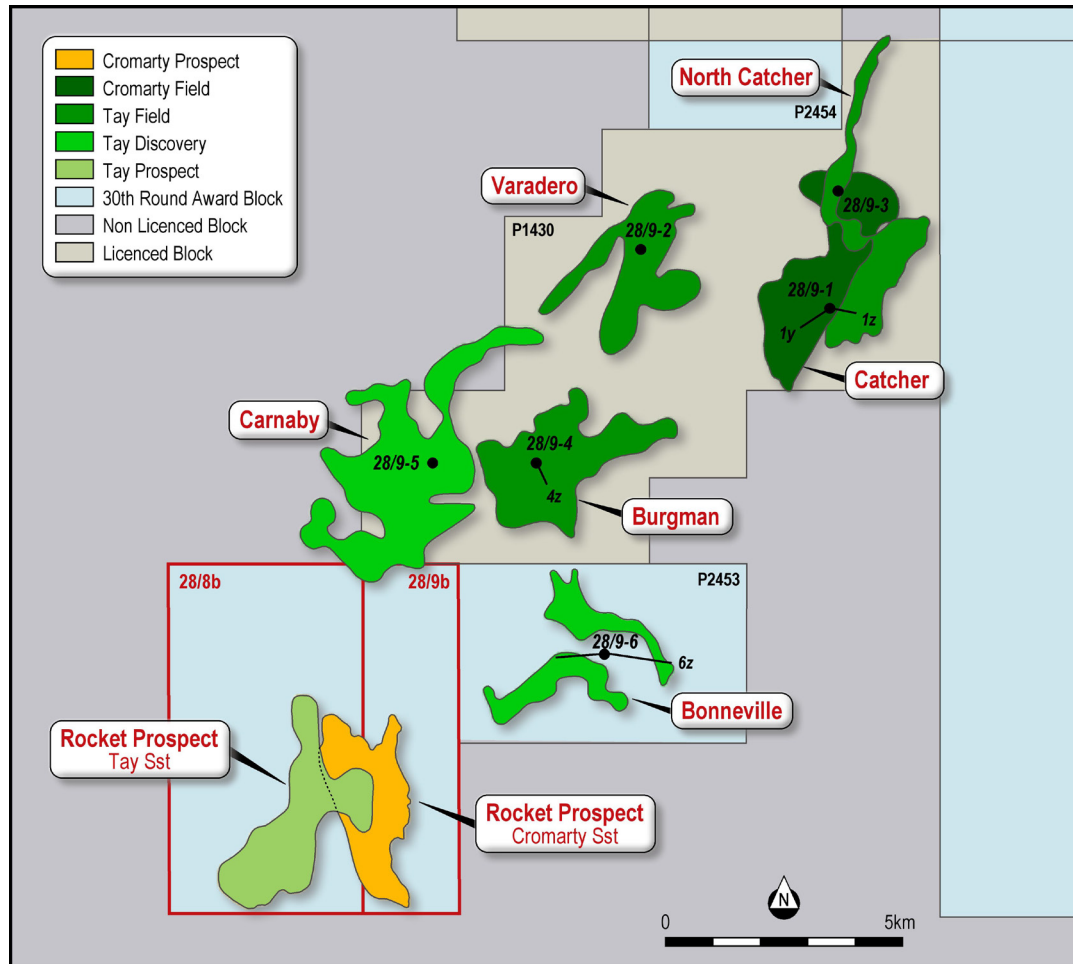 Cromarty Prospect
Cromarty Field
Tay Field
Tay Discovery
Tay Prospect
30th Round Award Block
Non Licenced Block
Licenced Block
North Catcher
P2454
Varadero
28/9-3
P1430
28/9-2
28/9-1
1y
1z
Catcher
Carnaby
28/9-5
28/9-4
4z
Burgman
28/8b
28/9b
P2453
28/9-6
6z
Bonneville
Rocket Prospect
Tay Sst
Rocket Prospect
Cromarty Sst
N
0
5km